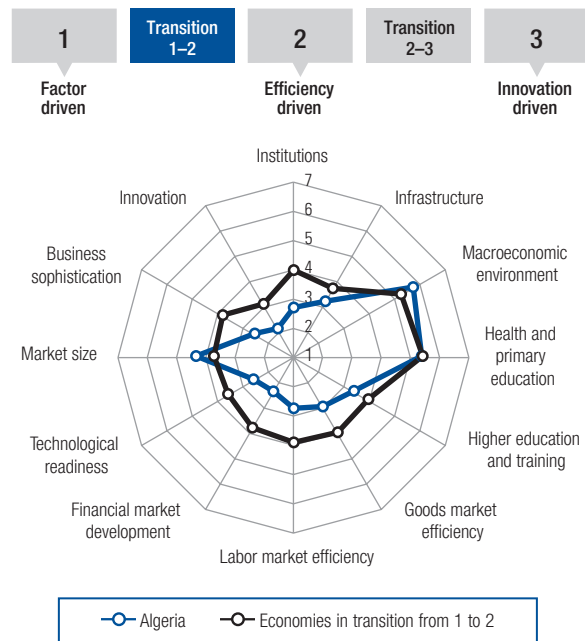 1
Transition
1–2
2
Transition
2–3
3
Factor
driven
Efficiency
driven
Innovation
driven
Institutions
7
6
5
4
3
2
1
Infrastructure
Macroeconomic
environment
Health and
primary
education
Higher education
and training
Goods market
efficiency
Labor market efficiency
Financial market
development
Technological
readiness
Market size
Business
sophistication
Innovation
Algeria
Economies in transition from 1 to 2